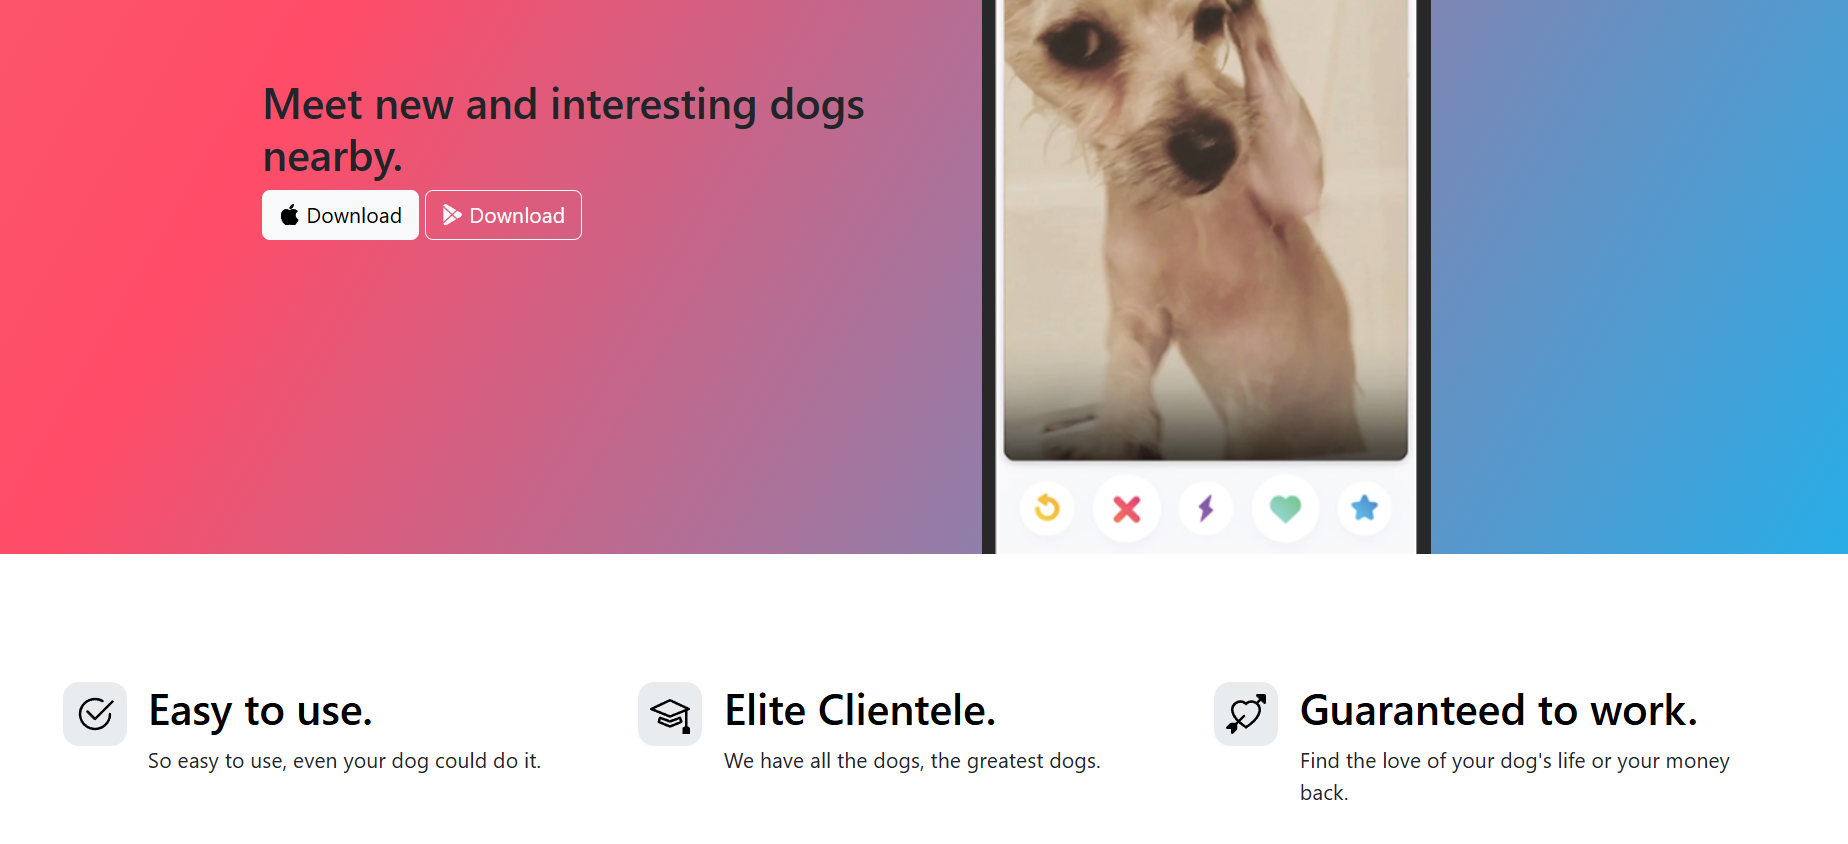 Meet new and interesting dogs
nearby.
Download
Download
Easy to use.
So easy to use, even your dog could do it.
Elite Clientele.
We have all the dogs, the greatest dogs.
Guaranteed to work.
Find the love of your dog's life or your money
back.